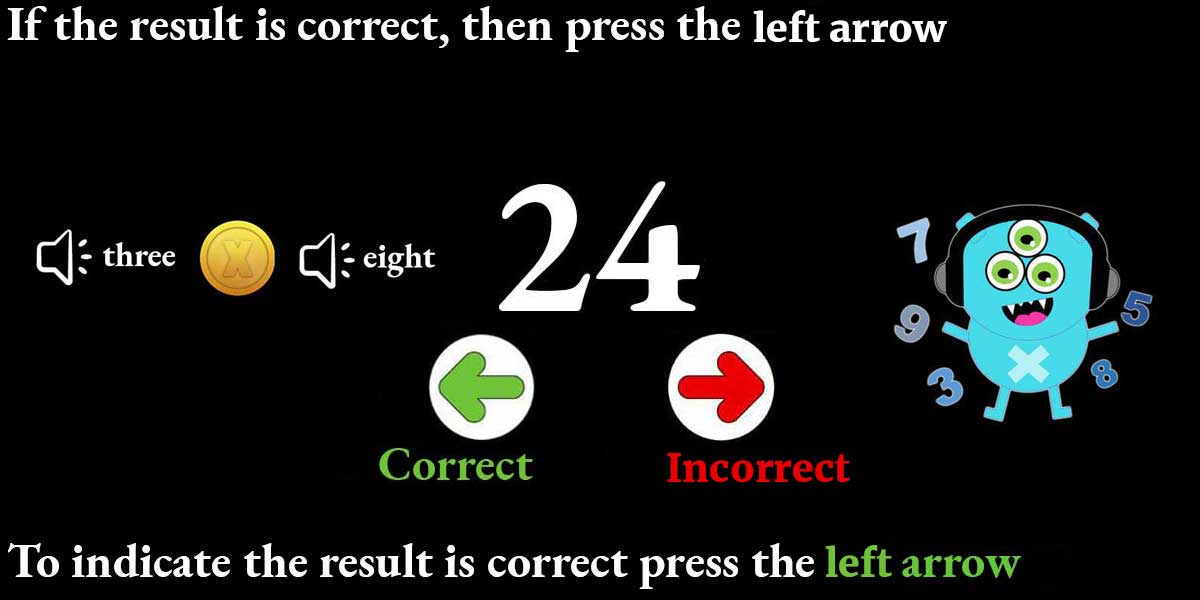 If the result is correct, then press the left arrow
three X eight 24
7
9
5
3
8
Correct Incorrect
To indicate the result is correct press the left arrow